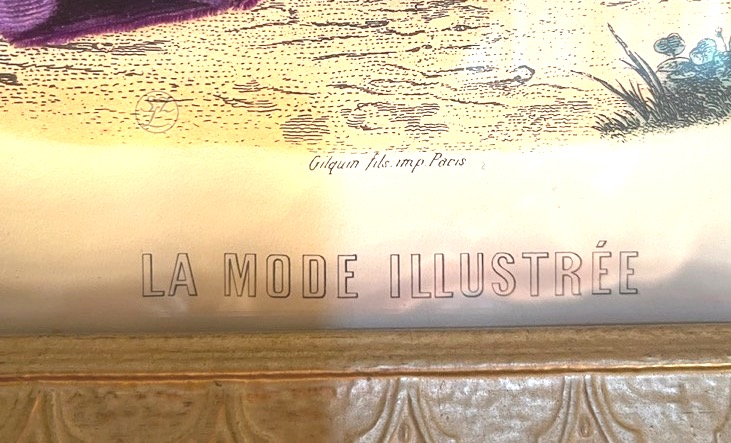 Gilquin fils. imp. Paris
LA MODE ILLUSTRÉE